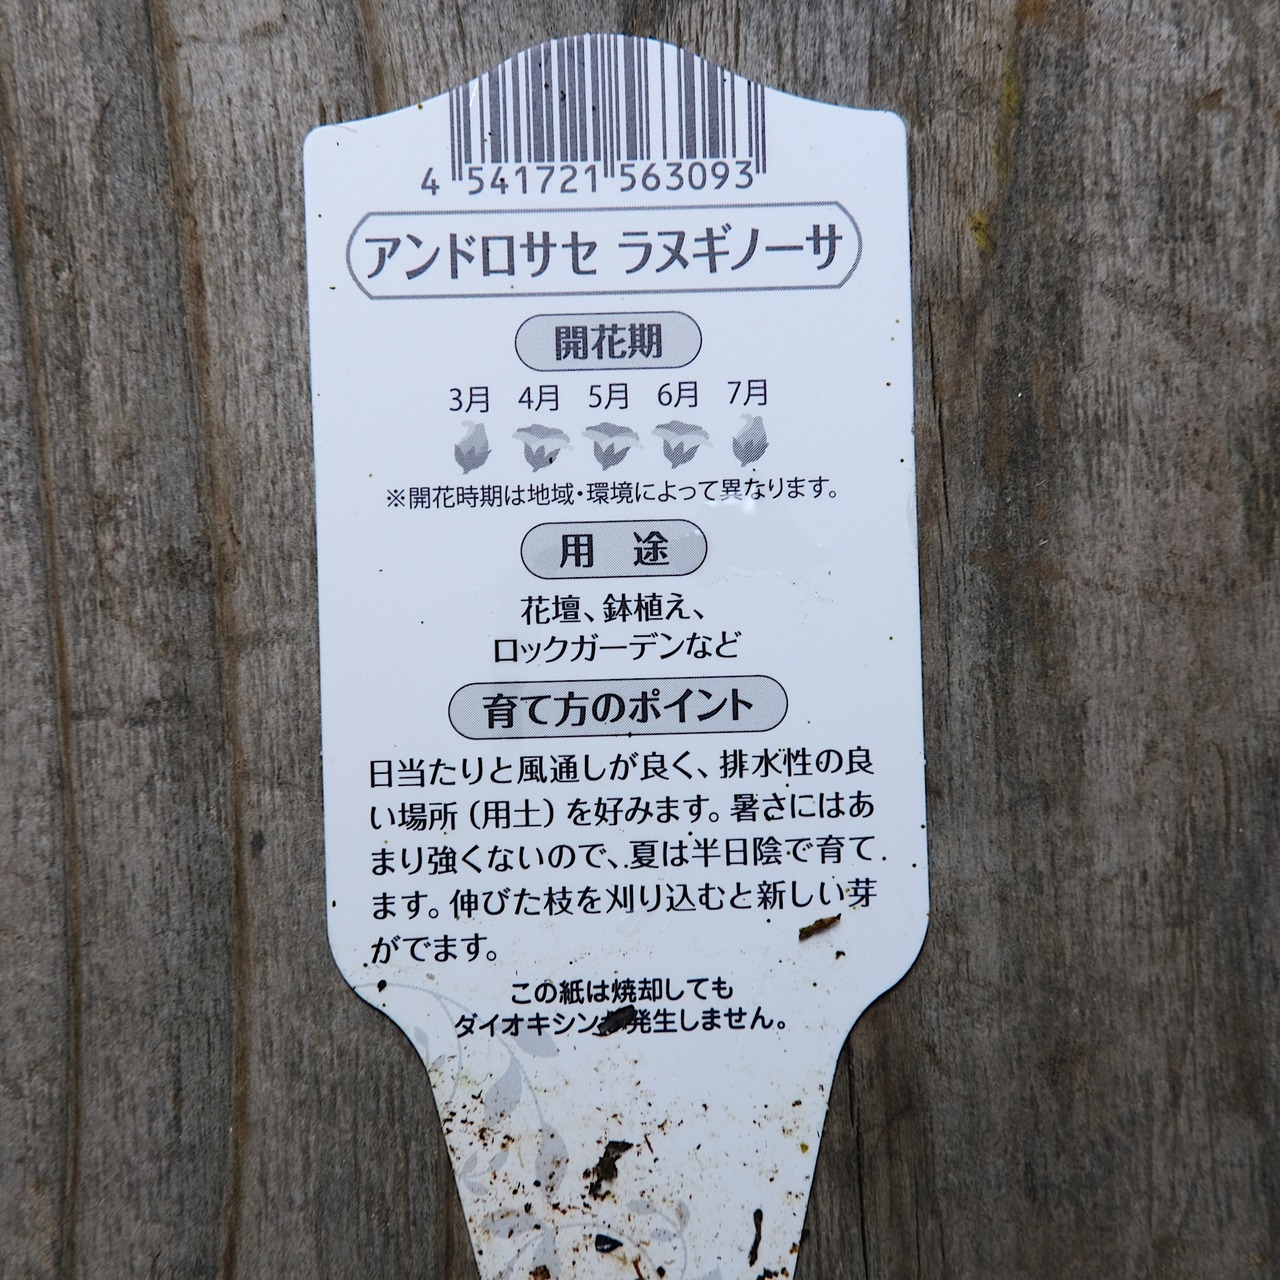 4 541721 563093
アンドロサセ ラヌギノーサ
開花期
3月 4月 5月 6月 7月
※開花時期は地域・環境によって異なります。
用 途
花壇、鉢植え、
ロックガーデンなど
育て方のポイント
日当たりと風通しが良く、排水性の良
い場所（用土）を好みます。暑さにはあ
まり強くないので、夏は半日陰で育て
ます。伸びた枝を刈り込むと新しい芽
がでます。
この紙は焼却しても
ダイオキシンが発生しません。